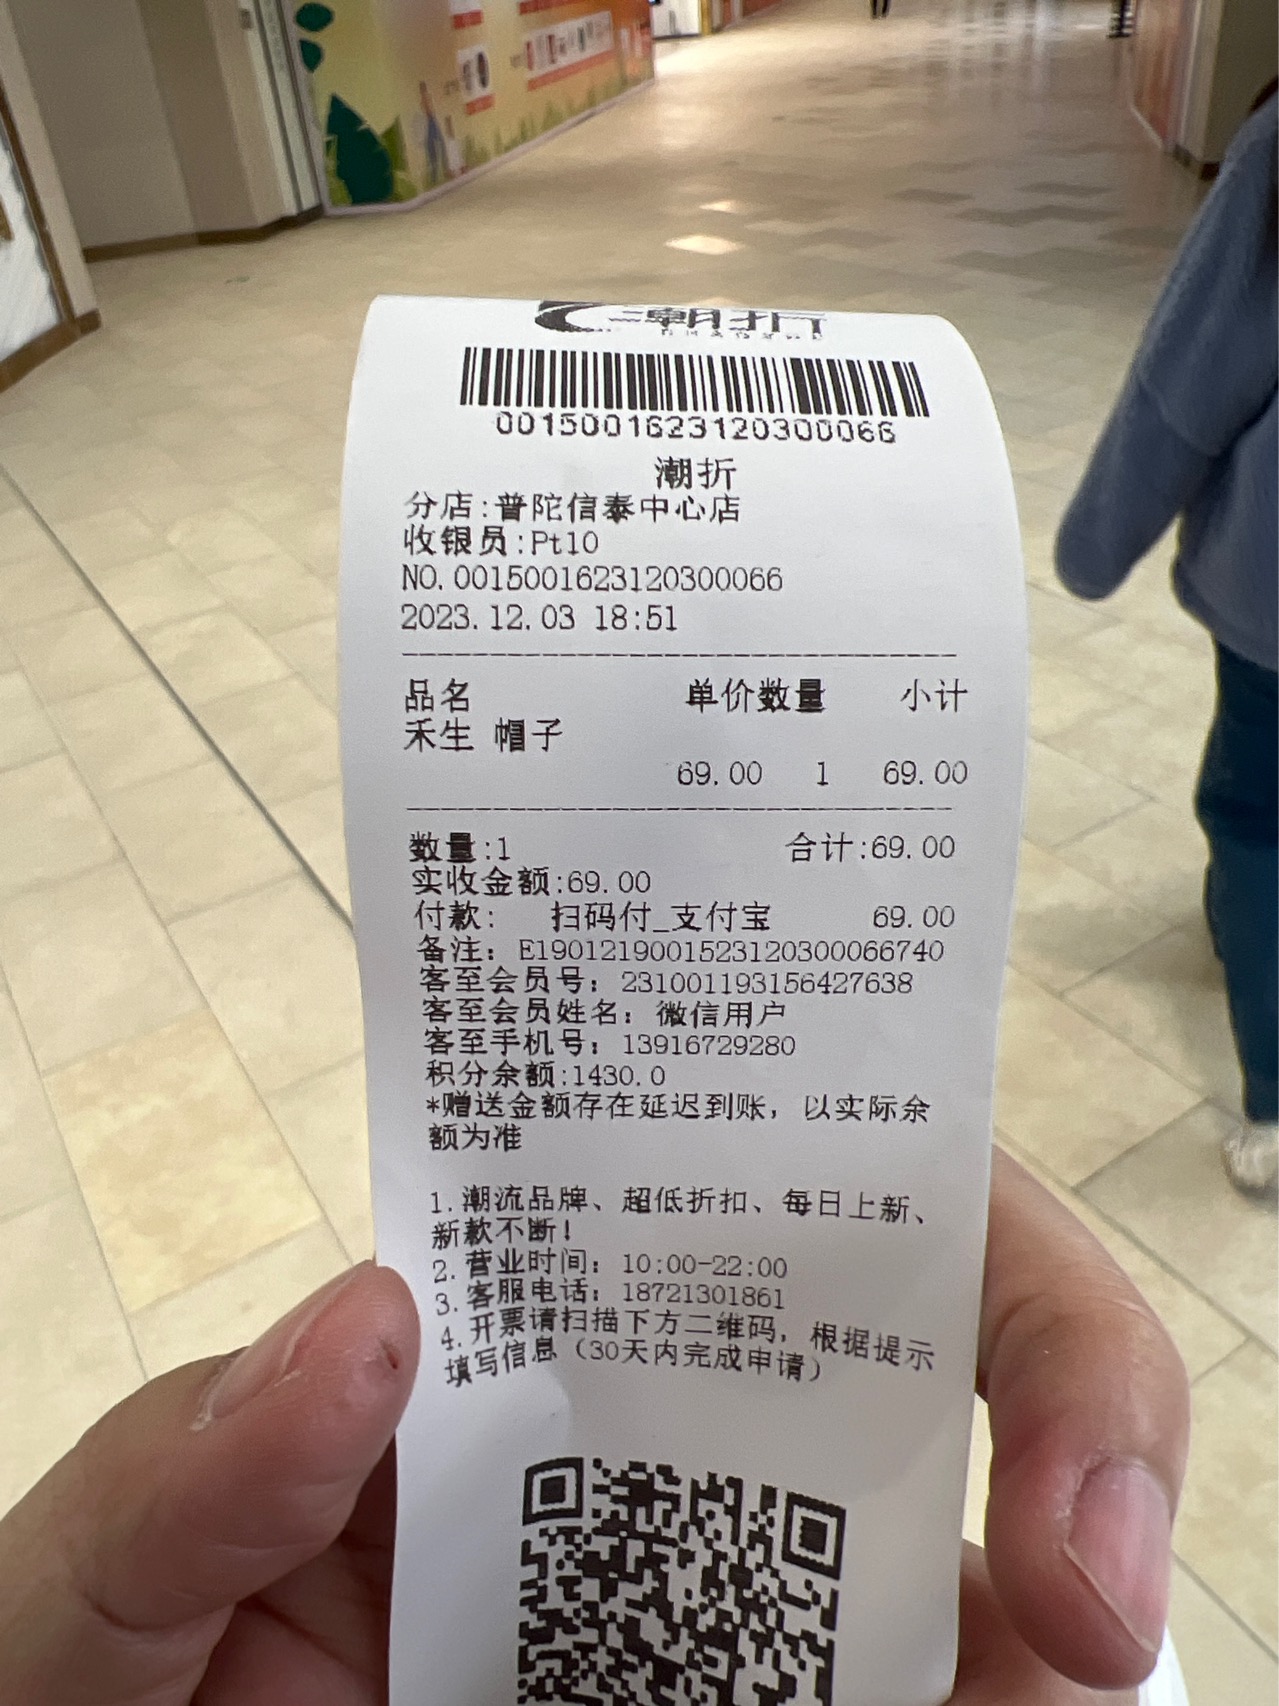 潮折
0015001623120300066
潮折
分店:普陀信泰中心店
收银员:Pt10
NO.0015001623120300066
2023.12.03 18:51
品名 单价数量 小计
禾生 帽子
69.00 1 69.00
数量:1 合计:69.00
实收金额:69.00
付款: 扫码付_支付宝 69.00
备注: E1901219001523120300066740
客至会员号: 231001193156427638
客至会员姓名: 微信用户
客至手机号: 13916729280
积分余额:1430.0
*赠送金额存在延迟到账, 以实际余
额为准
1.潮流品牌、超低折扣、每日上新、
新款不断!
2.营业时间: 10:00-22:00
3.客服电话: 18721301861
4.开票请扫描下方二维码, 根据提示
填写信息(30天内完成申请)